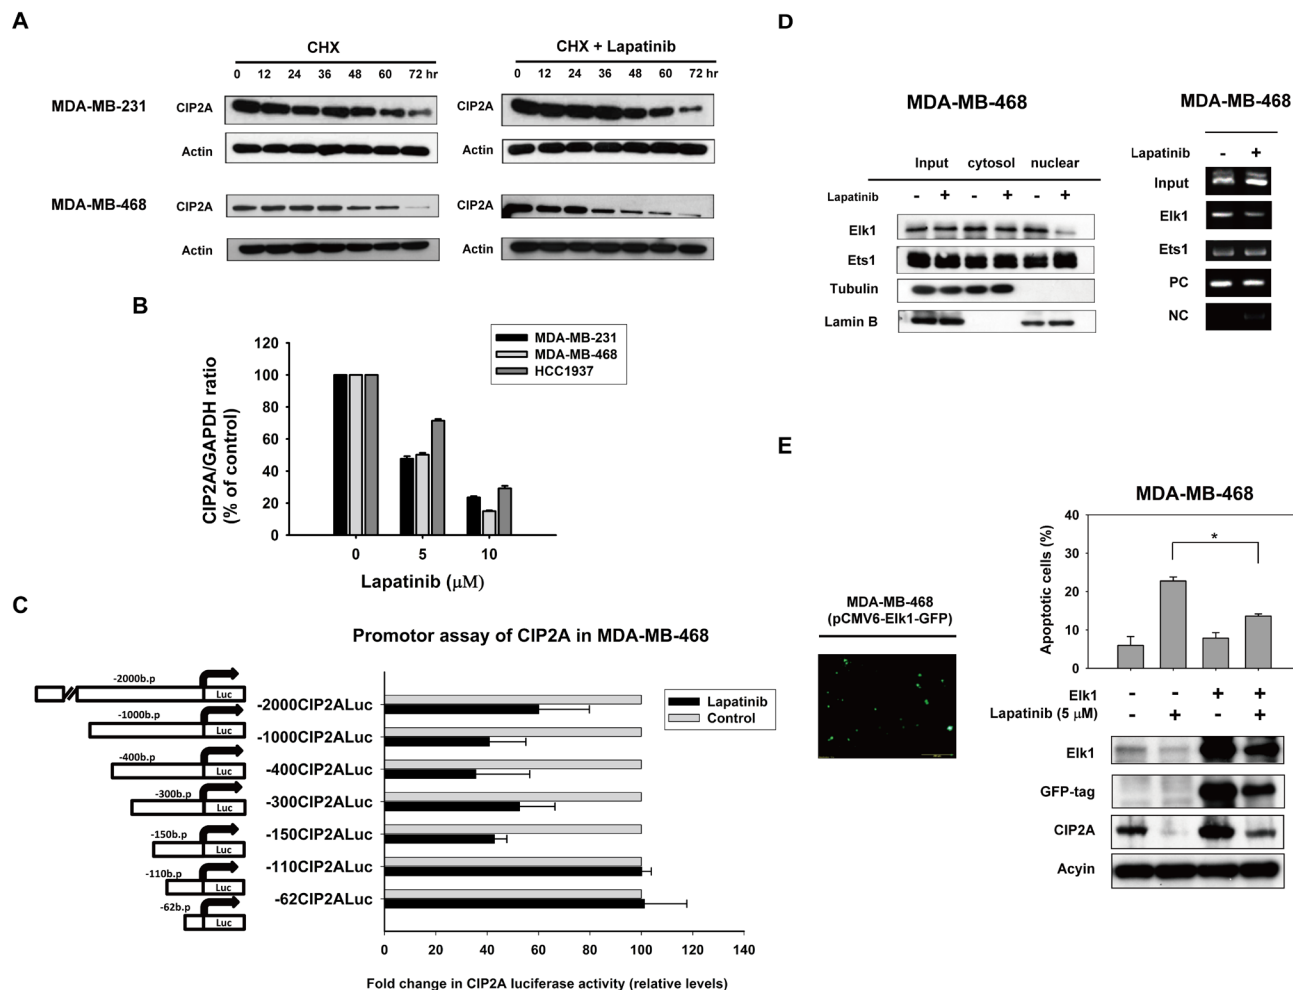 A
CHX
CHX + Lapatinib
0 12 24 36 48 60 72 hr
0 12 24 36 48 60 72 hr
MDA-MB-231
CIP2A
CIP2A
Actin
Actin
MDA-MB-468
CIP2A
CIP2A
Actin
Actin
B
CIP2A/GAPDH ratio
(% of control)
120
100
80
60
40
20
0
MDA-MB-231
MDA-MB-468
HCC1937
0 5 10
Lapatinib (μM)
C
Promotor assay of CIP2A in MDA-MB-468
-2000b.p
Luc
-1000b.p
Luc
-400b.p
Luc
-300b.p
Luc
-150b.p
Luc
-110b.p
Luc
-62b.p
Luc
-2000CIP2ALuc
-1000CIP2ALuc
-400CIP2ALuc
-300CIP2ALuc
-150CIP2ALuc
-110CIP2ALuc
-62CIP2ALuc
Lapatinib
Control
0 20 40 60 80 100 120 140
Fold change in CIP2A luciferase activity (relative levels)
D
MDA-MB-468
Input cytosol nuclear
Lapatinib - + - + - +
Elk1
Ets1
Tubulin
Lamin B
MDA-MB-468
Lapatinib - +
Input
Elk1
Ets1
PC
NC
E
MDA-MB-468
(pCMV6-Elk1-GFP)
MDA-MB-468
Apoptotic cells (%)
40
30
20
10
0
*
Elk1 - - + +
Lapatinib (5 μM) - + - +
Elk1
GFP-tag
CIP2A
Acyin